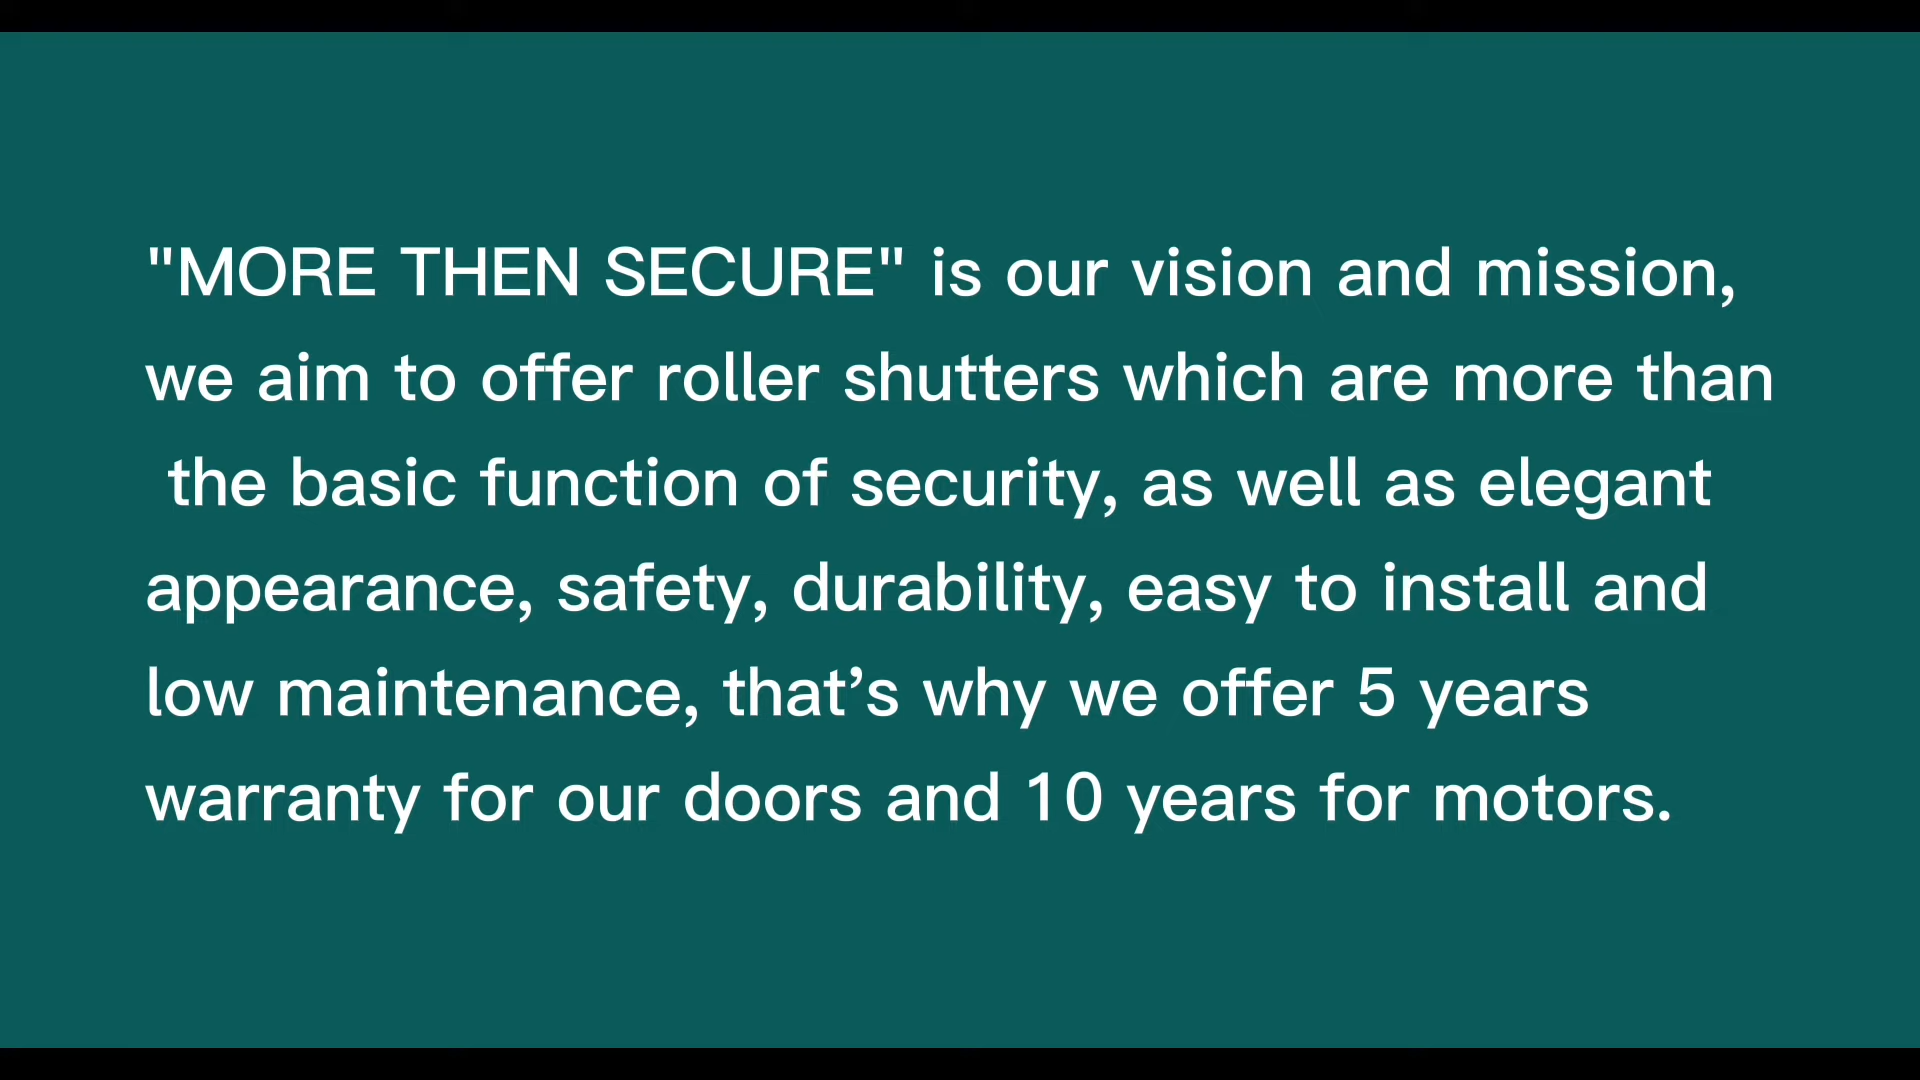 "MORE THEN SECURE" is our vision and mission,
we aim to offer roller shutters which are more than
the basic function of security, as well as elegant
appearance, safety, durability, easy to install and
low maintenance, that’s why we offer 5 years
warranty for our doors and 10 years for motors.